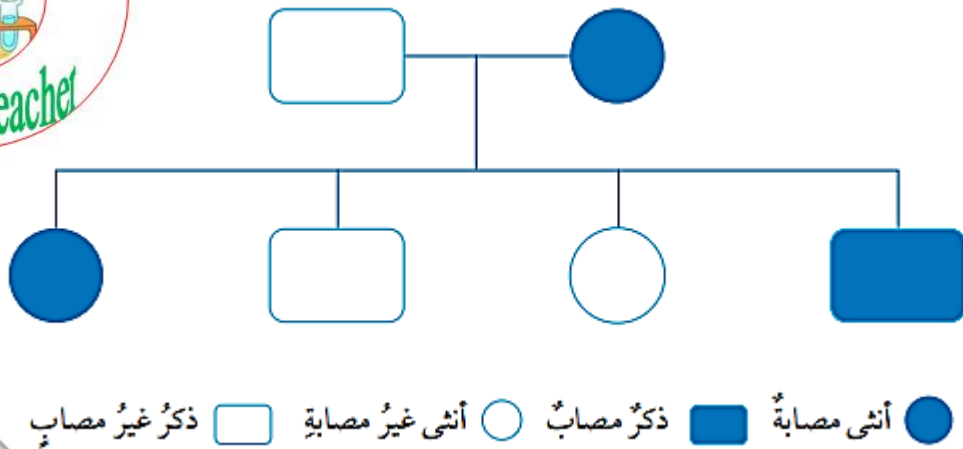 eacher
أنثى مصابةٌ ذكرٌ مصابٌ أنثى غيرُ مصابةِ ذكرُ غيرُ مصابٍ